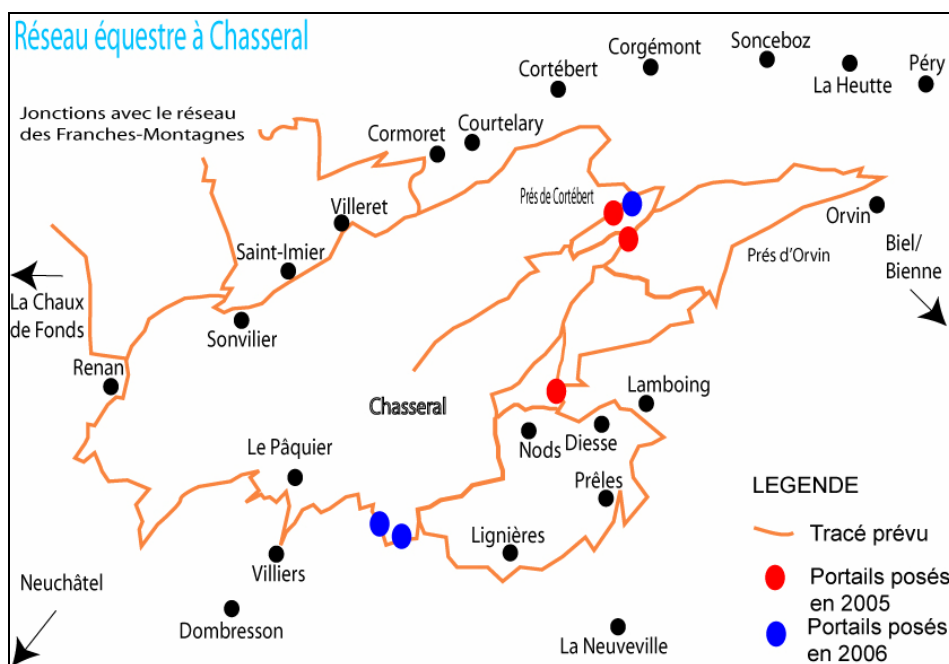 Réseau équestre à Chasseral
Sonceboz
Corgémont
La Heutte
Péry
Cortébert
Jonctions avec le réseau
des Franches-Montagnes
Cormoret
Courtelary
Villeret
Prés de Cortébert
Orvin
Saint-Imier
Prés d'Orvin
Biel/
Bienne
La Chaux
de Fonds
Sonvilier
Renan
Chasseral
Lamboing
Le Pâquier
Nods
Diesse
Prêles
Lignières
Villiers
Neuchâtel
Dombresson
La Neuveville
LEGENDE
Tracé prévu
Portails posés
en 2005
Portails posés
en 2006